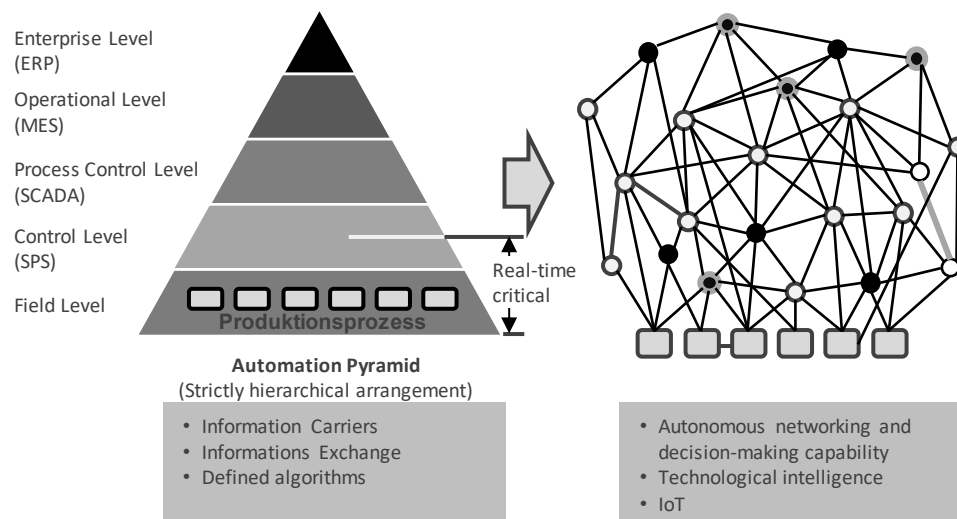 Enterprise Level
(ERP)
Operational Level
(MES)
Process Control Level
(SCADA)
Control Level
(SPS)
Field Level
Real-time
critical
Produktionsprozess
Automation Pyramid
(Strictly hierarchical arrangement)
• Information Carriers
• Informations Exchange
• Defined algorithms
• Autonomous networking and
decision-making capability
• Technological intelligence
• IoT